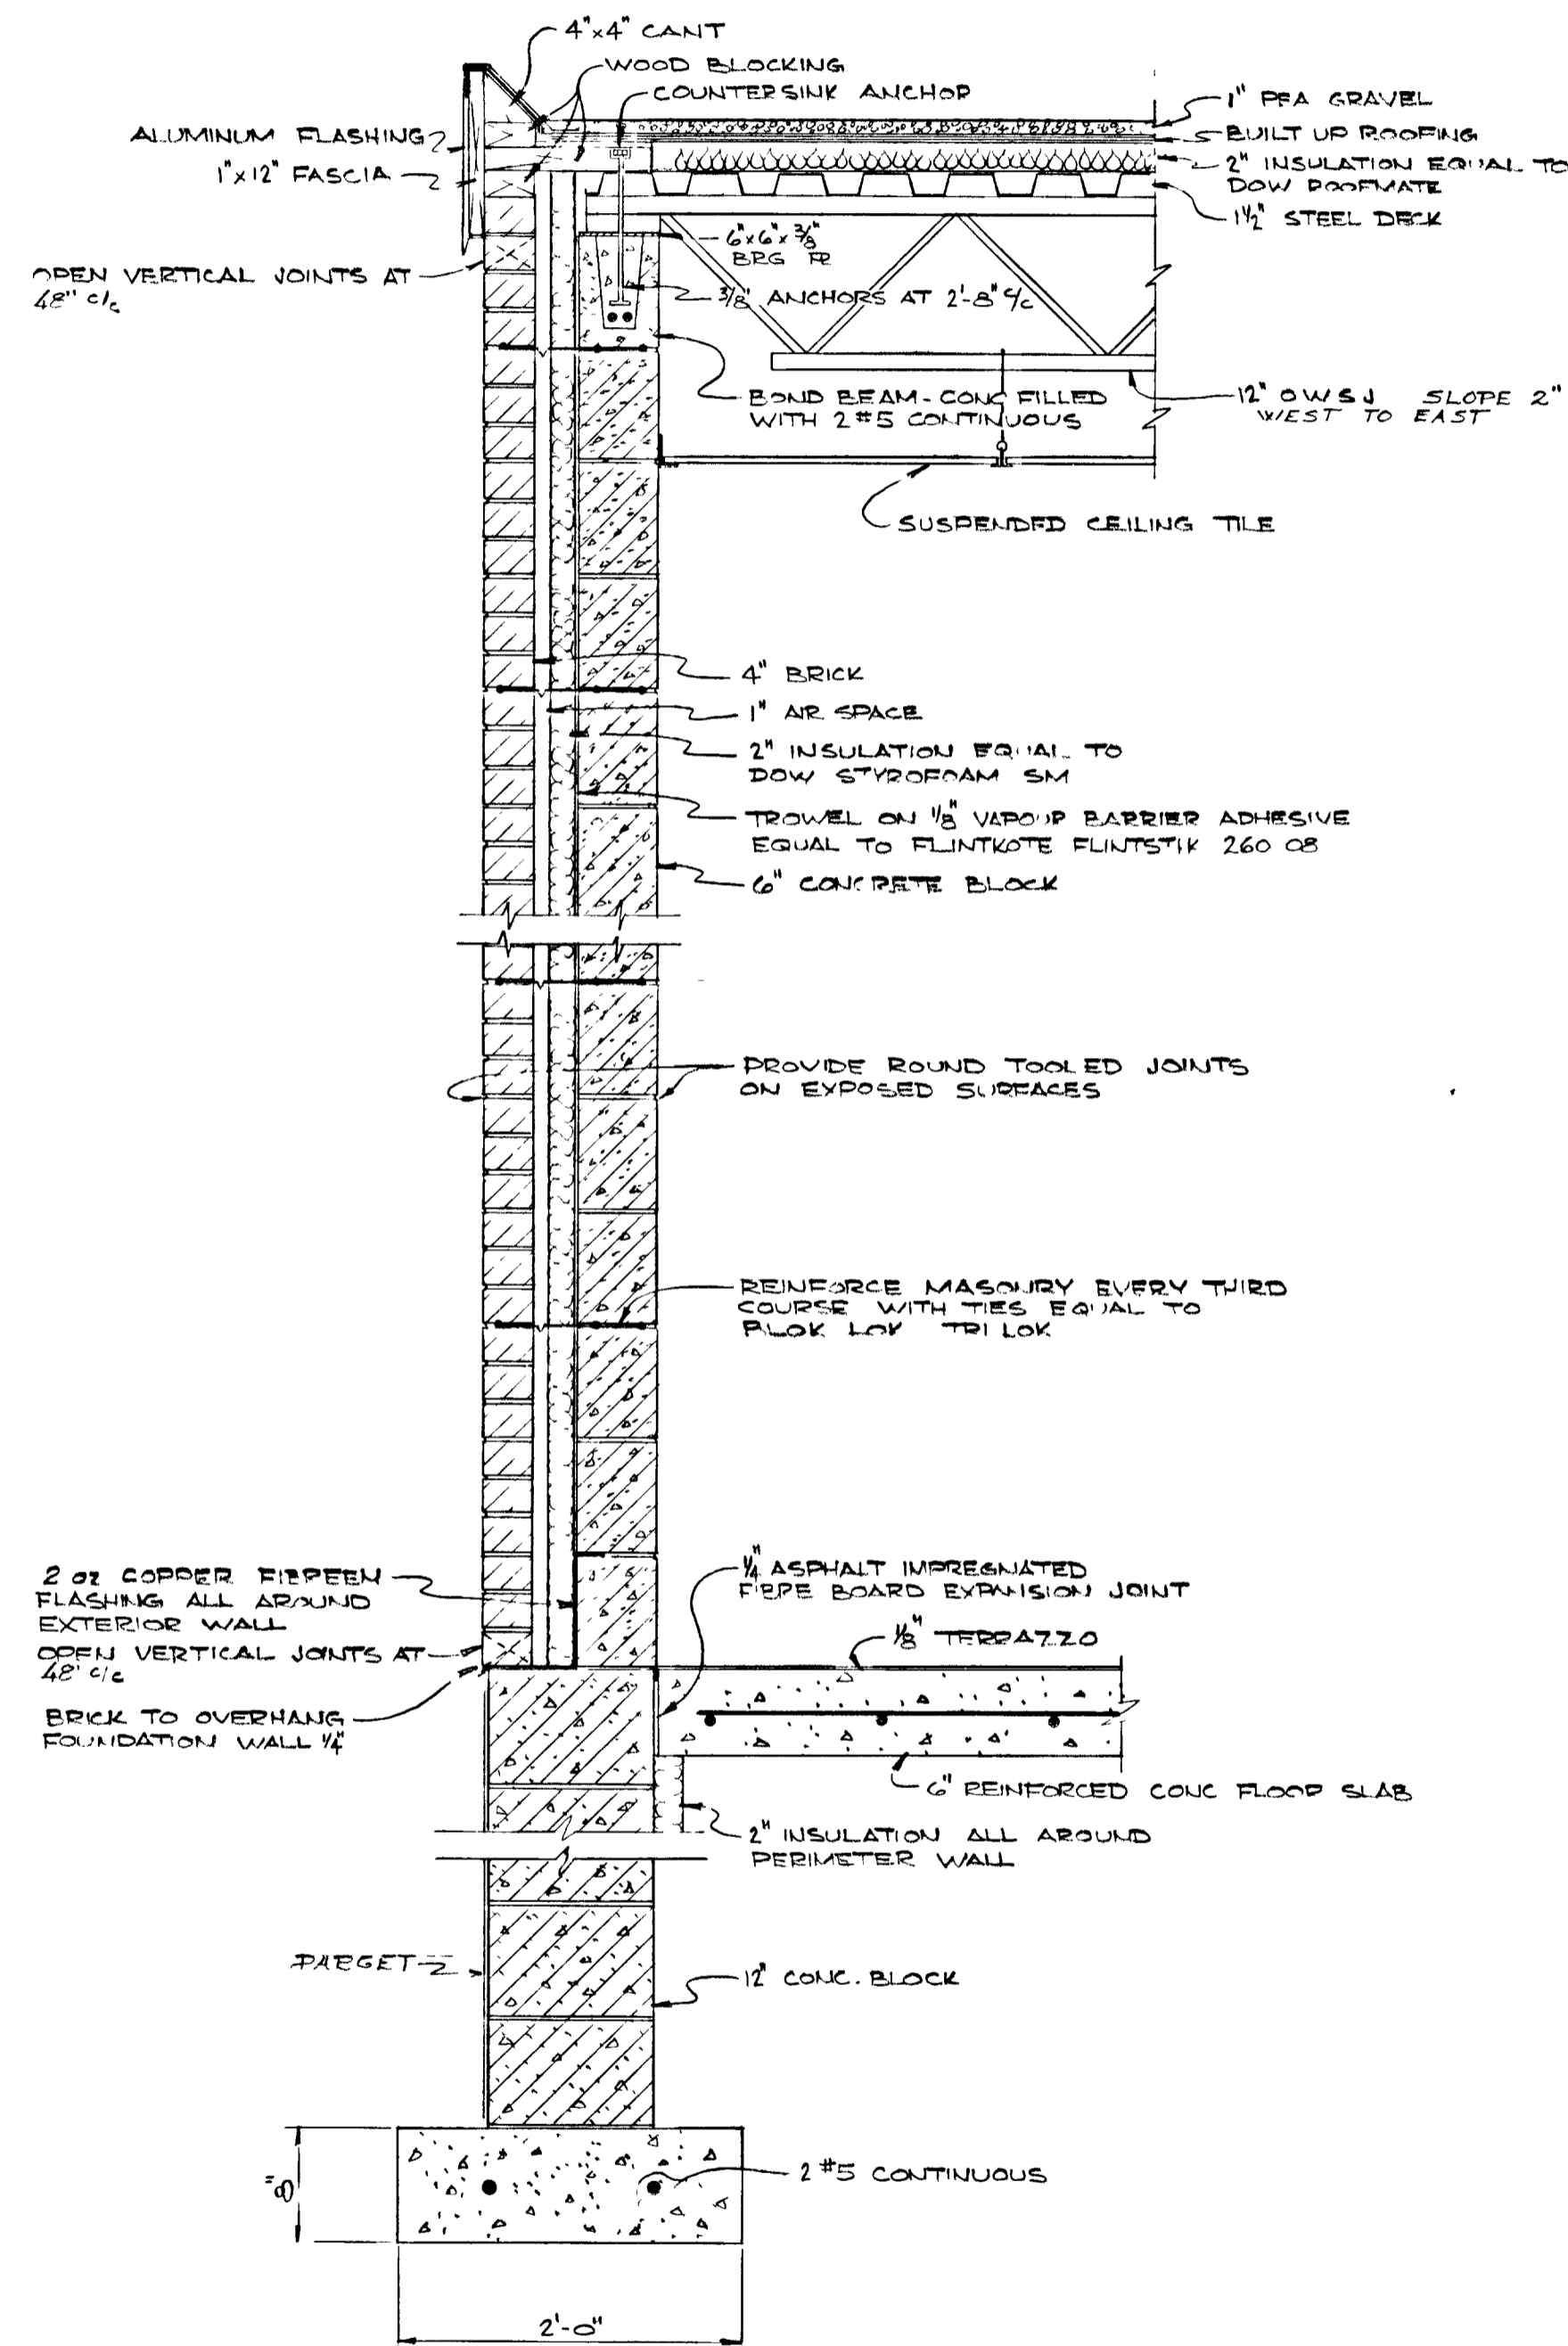 4"x4" CANT
WOOD BLOCKING
COUNTERSINK ANCHOR
ALUMINUM FLASHING
1"x12" FASCIA
1" PEA GRAVEL
BUILT UP ROOFING
2" INSULATION EQUAL TO
DOW ROOFMATE
1½" STEEL DECK
6"x6"x⅜"
BRG PL
OPEN VERTICAL JOINTS AT
48" c/c
⅜" ANCHORS AT 2'-8" c/c
BOND BEAM - CONC FILLED
WITH 2 #5 CONTINUOUS
12" OWSJ SLOPE 2"
WEST TO EAST
SUSPENDED CEILING TILE
4" BRICK
1" AIR SPACE
2" INSULATION EQUAL TO
DOW STYROFOAM SM
TROWEL ON ⅛" VAPOUR BARRIER ADHESIVE
EQUAL TO FLINTKOTE FLINTSTIK 260 08
6" CONCRETE BLOCK
PROVIDE ROUND TOOLED JOINTS
ON EXPOSED SURFACES
REINFORCE MASONRY EVERY THIRD
COURSE WITH TIES EQUAL TO
BLOK LOK TRI LOK
2 oz COPPER FIBREEN
FLASHING ALL AROUND
EXTERIOR WALL
OPEN VERTICAL JOINTS AT
48' c/c
BRICK TO OVERHANG
FOUNDATION WALL ¼"
¼" ASPHALT IMPREGNATED
FIBRE BOARD EXPANSION JOINT
⅛" TERRAZZO
6" REINFORCED CONC FLOOR SLAB
2" INSULATION ALL AROUND
PERIMETER WALL
PARGET
12" CONC. BLOCK
2 #5 CONTINUOUS
8"
2'-0"